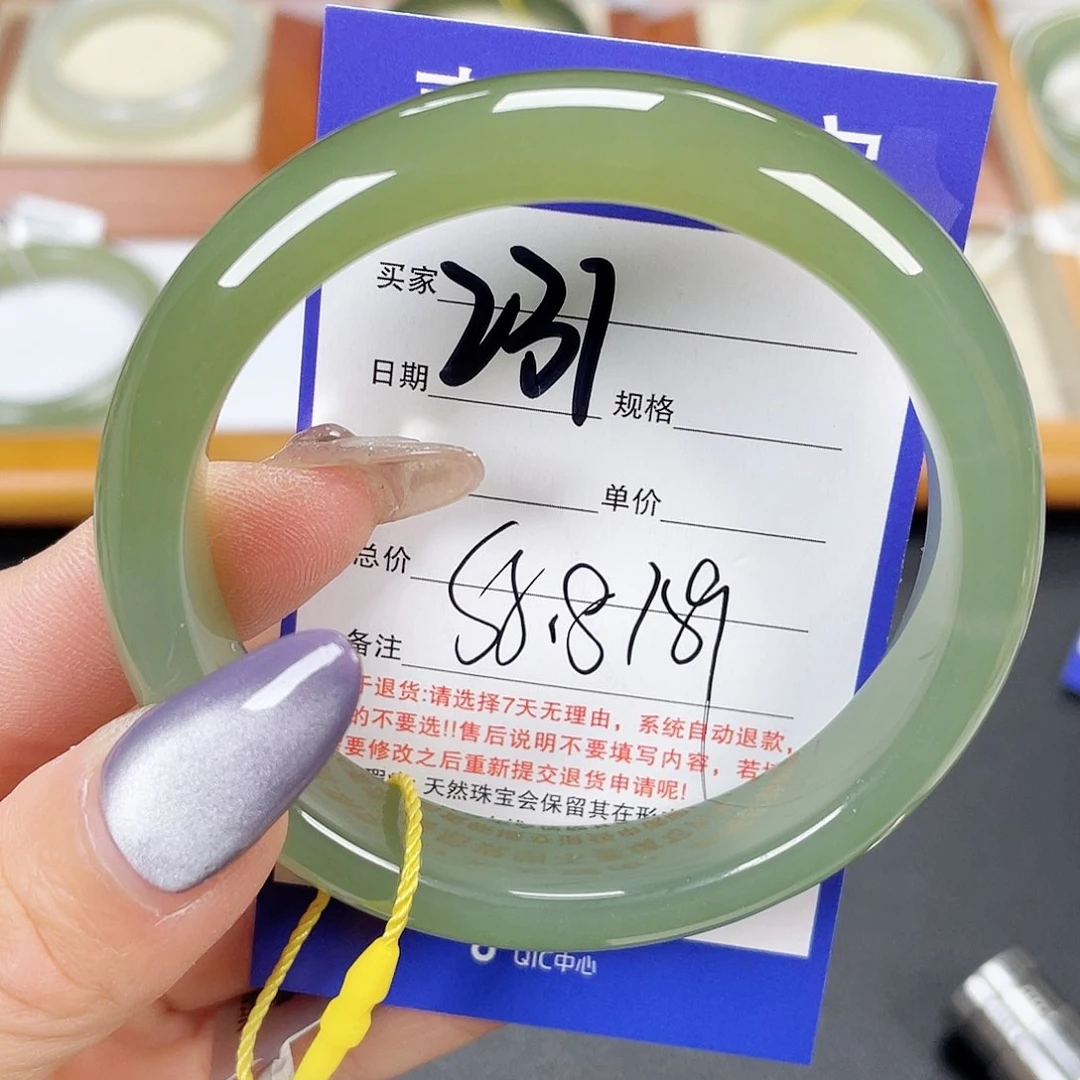 买家 231
日期 规格
单价
总价
58.8 189
备注
退货:请选择7天无理由，系统自动退款，
的不要选!!售后说明不要填写内容，若
要修改之后重新提交退货申请呢!
天然珠宝会保留其在形
QIC中心